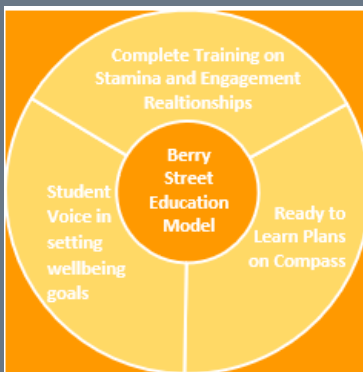 Complete Training on
Stamina and Engagement
Realtionships
Berry
Street
Education
Model
Student
Voice in
setting
wellbeing
goals
Ready to
Learn Plans
on Compass